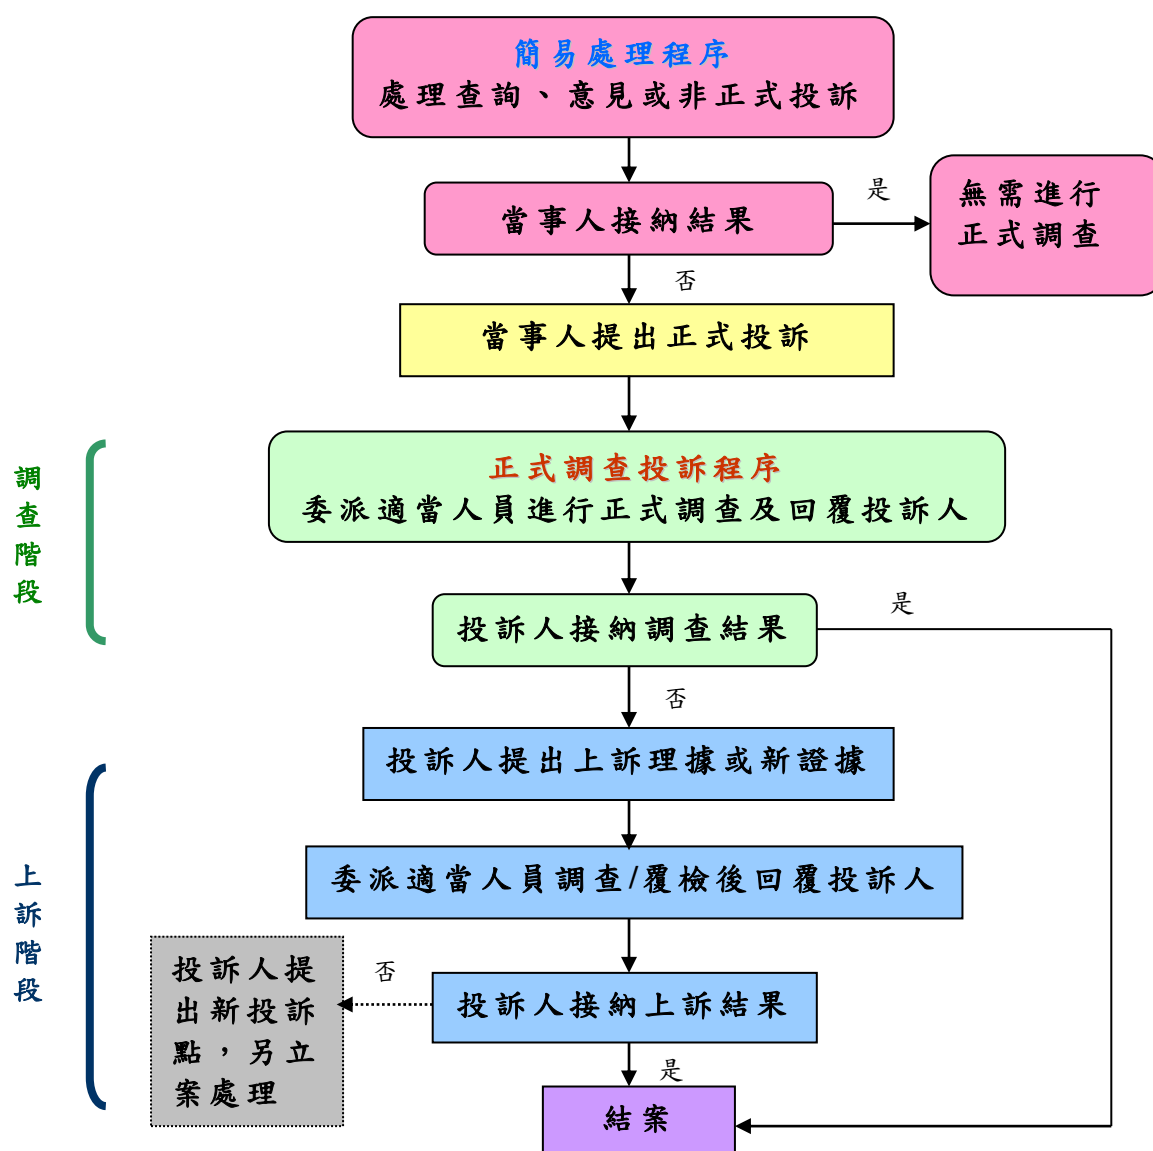 簡易處理程序
處理查詢、意見或非正式投訴
當事人接納結果
是
無需進行
正式調查
否
當事人提出正式投訴
調查階段
正式調查投訴程序
委派適當人員進行正式調查及回覆投訴人
投訴人接納調查結果
是
否
投訴人提出上訴理據或新證據
上訴階段
委派適當人員調查/覆檢後回覆投訴人
投訴人接納上訴結果
否
投訴人提
出新投訴
點，另立
案處理
是
結案